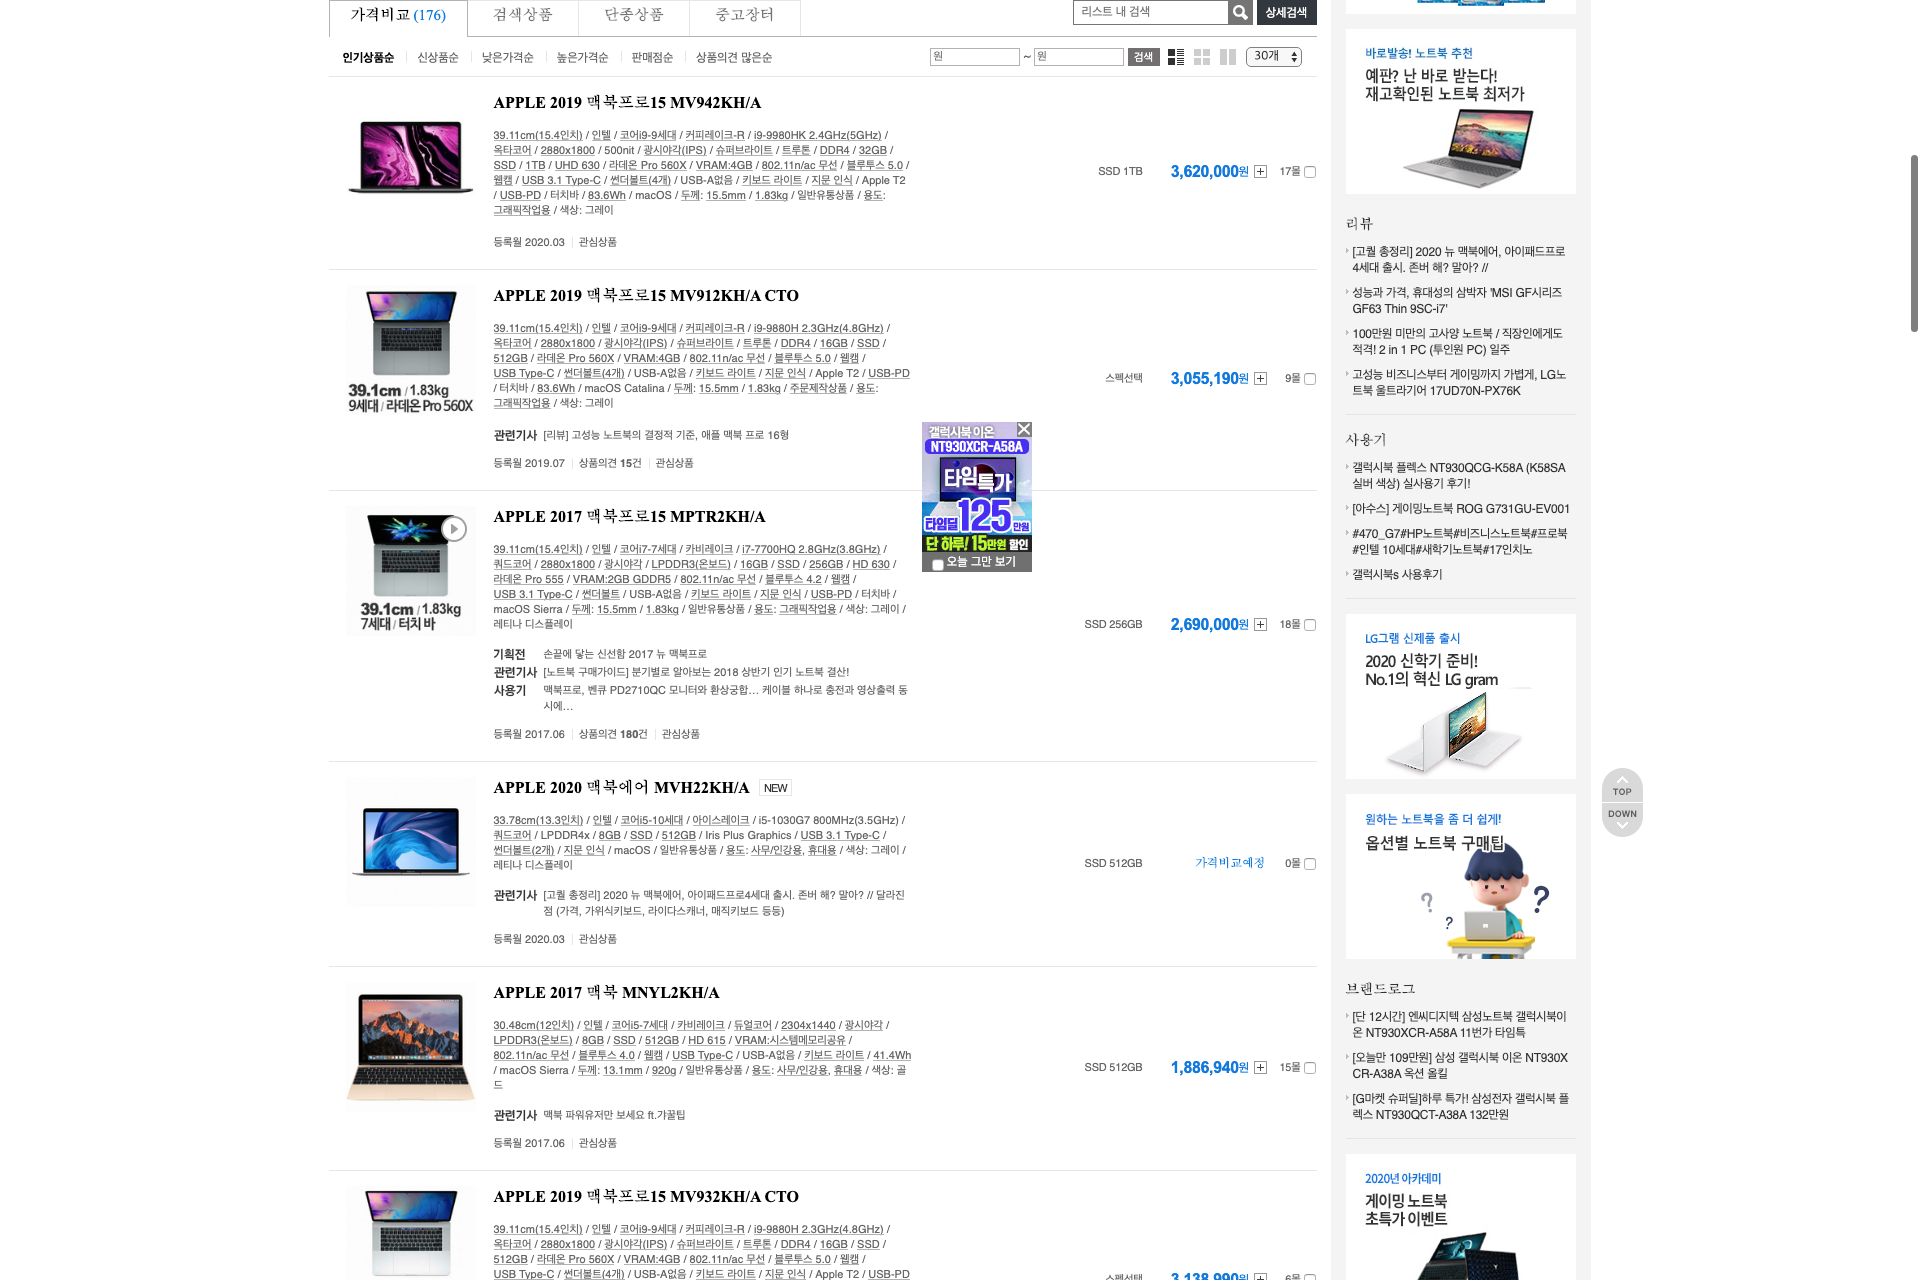 가격비교 (176)
검색상품
단종상품
중고장터
리스트 내 검색
상세검색
인기상품순
신상품순
낮은가격순
높은가격순
판매점순
상품의견 많은순
원 ~ 원 검색
30개
APPLE 2019 맥북프로15 MV942KH/A
39.11cm(15.4인치) / 인텔 / 코어i9-9세대 / 커피레이크-R / i9-9980HK 2.4GHz(5GHz) /
옥타코어 / 2880x1800 / 500nit / 광시야각(IPS) / 슈퍼브라이트 / 트루톤 / DDR4 / 32GB /
SSD / 1TB / UHD 630 / 라데온 Pro 560X / VRAM:4GB / 802.11n/ac 무선 / 블루투스 5.0 /
웹캠 / USB 3.1 Type-C / 썬더볼트(4개) / USB-A없음 / 키보드 라이트 / 지문 인식 / Apple T2
/ USB-PD / 터치바 / 83.6Wh / macOS / 두께: 15.5mm / 1.83kg / 일반유통상품 / 용도:
그래픽작업용 / 색상: 그레이
SSD 1TB
3,620,000원
17몰
등록월 2020.03
관심상품
APPLE 2019 맥북프로15 MV912KH/A CTO
39.1cm / 1.83kg
9세대 / 라데온 Pro 560X
39.11cm(15.4인치) / 인텔 / 코어i9-9세대 / 커피레이크-R / i9-9880H 2.3GHz(4.8GHz) /
옥타코어 / 2880x1800 / 광시야각(IPS) / 슈퍼브라이트 / 트루톤 / DDR4 / 16GB / SSD /
512GB / 라데온 Pro 560X / VRAM:4GB / 802.11n/ac 무선 / 블루투스 5.0 / 웹캠 /
USB Type-C / 썬더볼트(4개) / USB-A없음 / 키보드 라이트 / 지문 인식 / Apple T2 / USB-PD
/ 터치바 / 83.6Wh / macOS Catalina / 두께: 15.5mm / 1.83kg / 주문제작상품 / 용도:
그래픽작업용 / 색상: 그레이
스펙선택
3,055,190원
9몰
관련기사 [리뷰] 고성능 노트북의 결정적 기준, 애플 맥북 프로 16형
등록월 2019.07
상품의견 15건
관심상품
갤럭시북 이온
NT930XCR-A58A
타임특가
타임딜 125만원
단 하루! 15만원 할인
오늘 그만 보기
APPLE 2017 맥북프로15 MPTR2KH/A
39.1cm / 1.83kg
7세대 / 터치 바
39.11cm(15.4인치) / 인텔 / 코어i7-7세대 / 카비레이크 / i7-7700HQ 2.8GHz(3.8GHz) /
쿼드코어 / 2880x1800 / 광시야각 / LPDDR3(온보드) / 16GB / SSD / 256GB / HD 630 /
라데온 Pro 555 / VRAM:2GB GDDR5 / 802.11n/ac 무선 / 블루투스 4.2 / 웹캠 /
USB 3.1 Type-C / 썬더볼트 / USB-A없음 / 키보드 라이트 / 지문 인식 / USB-PD / 터치바 /
macOS Sierra / 두께: 15.5mm / 1.83kg / 일반유통상품 / 용도: 그래픽작업용 / 색상: 그레이 /
레티나 디스플레이
SSD 256GB
2,690,000원
18몰
기획전 손끝에 닿는 신선함 2017 뉴 맥북프로
관련기사 [노트북 구매가이드] 분기별로 알아보는 2018 상반기 인기 노트북 결산!
사용기 맥북프로, 벤큐 PD2710QC 모니터와 환상궁합... 케이블 하나로 충전과 영상출력 동
시에...
등록월 2017.06
상품의견 180건
관심상품
APPLE 2020 맥북에어 MVH22KH/A NEW
33.78cm(13.3인치) / 인텔 / 코어i5-10세대 / 아이스레이크 / i5-1030G7 800MHz(3.5GHz) /
쿼드코어 / LPDDR4x / 8GB / SSD / 512GB / Iris Plus Graphics / USB 3.1 Type-C /
썬더볼트(2개) / 지문 인식 / macOS / 일반유통상품 / 용도: 사무/인강용, 휴대용 / 색상: 그레이 /
레티나 디스플레이
SSD 512GB
가격비교예정
0몰
관련기사 [고퀄 총정리] 2020 뉴 맥북에어, 아이패드프로4세대 출시. 존버 해? 말아? // 달라진
점 (가격, 가위식키보드, 라이다스캐너, 매직키보드 등등)
등록월 2020.03
관심상품
APPLE 2017 맥북 MNYL2KH/A
30.48cm(12인치) / 인텔 / 코어i5-7세대 / 카비레이크 / 듀얼코어 / 2304x1440 / 광시야각 /
LPDDR3(온보드) / 8GB / SSD / 512GB / HD 615 / VRAM:시스템메모리공유 /
802.11n/ac 무선 / 블루투스 4.0 / 웹캠 / USB Type-C / USB-A없음 / 키보드 라이트 / 41.4Wh
/ macOS Sierra / 두께: 13.1mm / 920g / 일반유통상품 / 용도: 사무/인강용, 휴대용 / 색상: 골
드
SSD 512GB
1,886,940원
15몰
관련기사 맥북 파워유저만 보세요 ft.갸꿀팁
등록월 2017.06
관심상품
APPLE 2019 맥북프로15 MV932KH/A CTO
39.11cm(15.4인치) / 인텔 / 코어i9-9세대 / 커피레이크-R / i9-9880H 2.3GHz(4.8GHz) /
옥타코어 / 2880x1800 / 광시야각(IPS) / 슈퍼브라이트 / 트루톤 / DDR4 / 16GB / SSD /
512GB / 라데온 Pro 560X / VRAM:4GB / 802.11n/ac 무선 / 블루투스 5.0 / 웹캠 /
USB Type-C / 썬더볼트(4개) / USB-A없음 / 키보드 라이트 / 지문 인식 / Apple T2 / USB-PD
스펙선택
3,138,990원
6몰
바로발송! 노트북 추천
예판? 난 바로 받는다!
재고확인된 노트북 최저가
리뷰
[고퀄 총정리] 2020 뉴 맥북에어, 아이패드프로
4세대 출시. 존버 해? 말아? //
성능과 가격, 휴대성의 삼박자 'MSI GF시리즈
GF63 Thin 9SC-i7'
100만원 미만의 고사양 노트북 / 직장인에게도
적격! 2 in 1 PC (투인원 PC) 일주
고성능 비즈니스부터 게이밍까지 가볍게, LG노
트북 울트라기어 17UD70N-PX76K
사용기
갤럭시북 플렉스 NT930QCG-K58A (K58SA
실버 색상) 실사용기 후기!
[아수스] 게이밍노트북 ROG G731GU-EV001
#470_G7#HP노트북#비즈니스노트북#프로북
#인텔 10세대#새학기노트북#17인치노
갤럭시북s 사용후기
LG그램 신제품 출시
2020 신학기 준비!
No.1의 혁신 LG gram
원하는 노트북을 좀 더 쉽게!
옵션별 노트북 구매팁
브랜드로그
[단 12시간] 엔씨디지텍 삼성노트북 갤럭시북이
온 NT930XCR-A58A 11번가 타임특
[오늘만 109만원] 삼성 갤럭시북 이온 NT930X
CR-A38A 옥션 올킬
[G마켓 슈퍼딜]하루 특가! 삼성전자 갤럭시북 플
렉스 NT930QCT-A38A 132만원
2020년 아카데미
게이밍 노트북
초특가 이벤트
TOP
DOWN